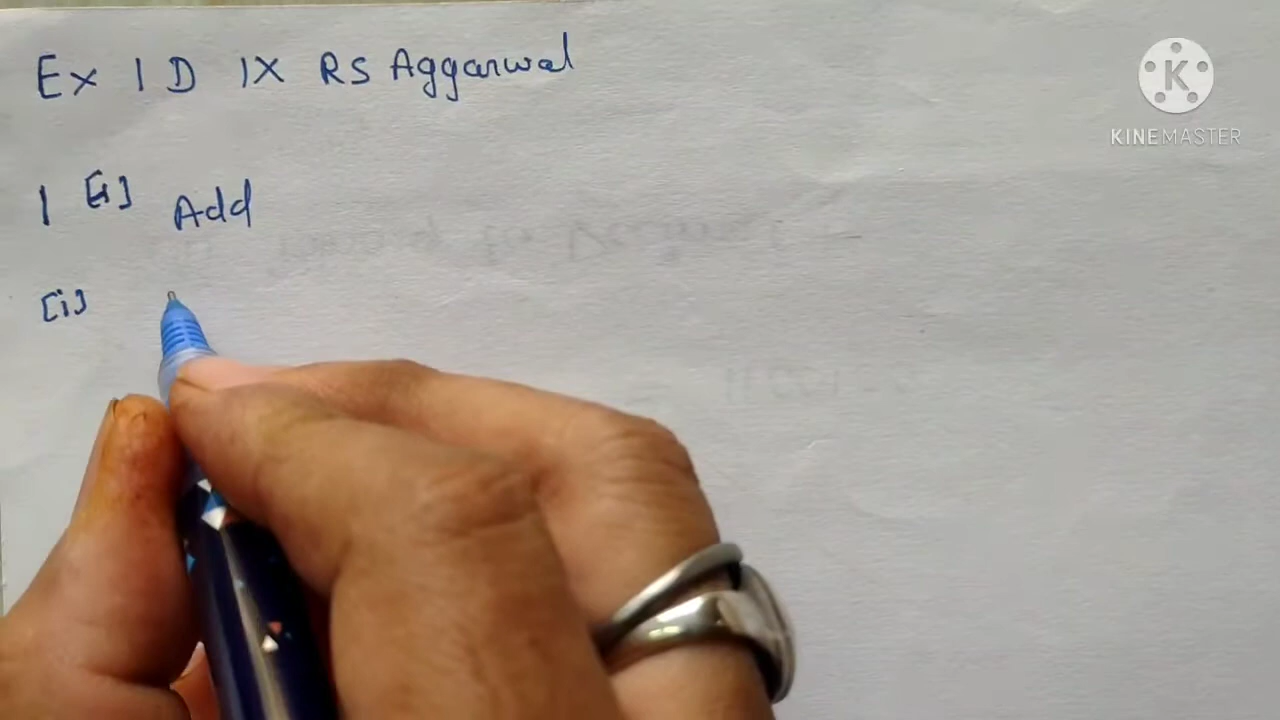 Ex 1 D IX RS Aggarwal
K
KINEMASTER
1 [i] Add
[i]